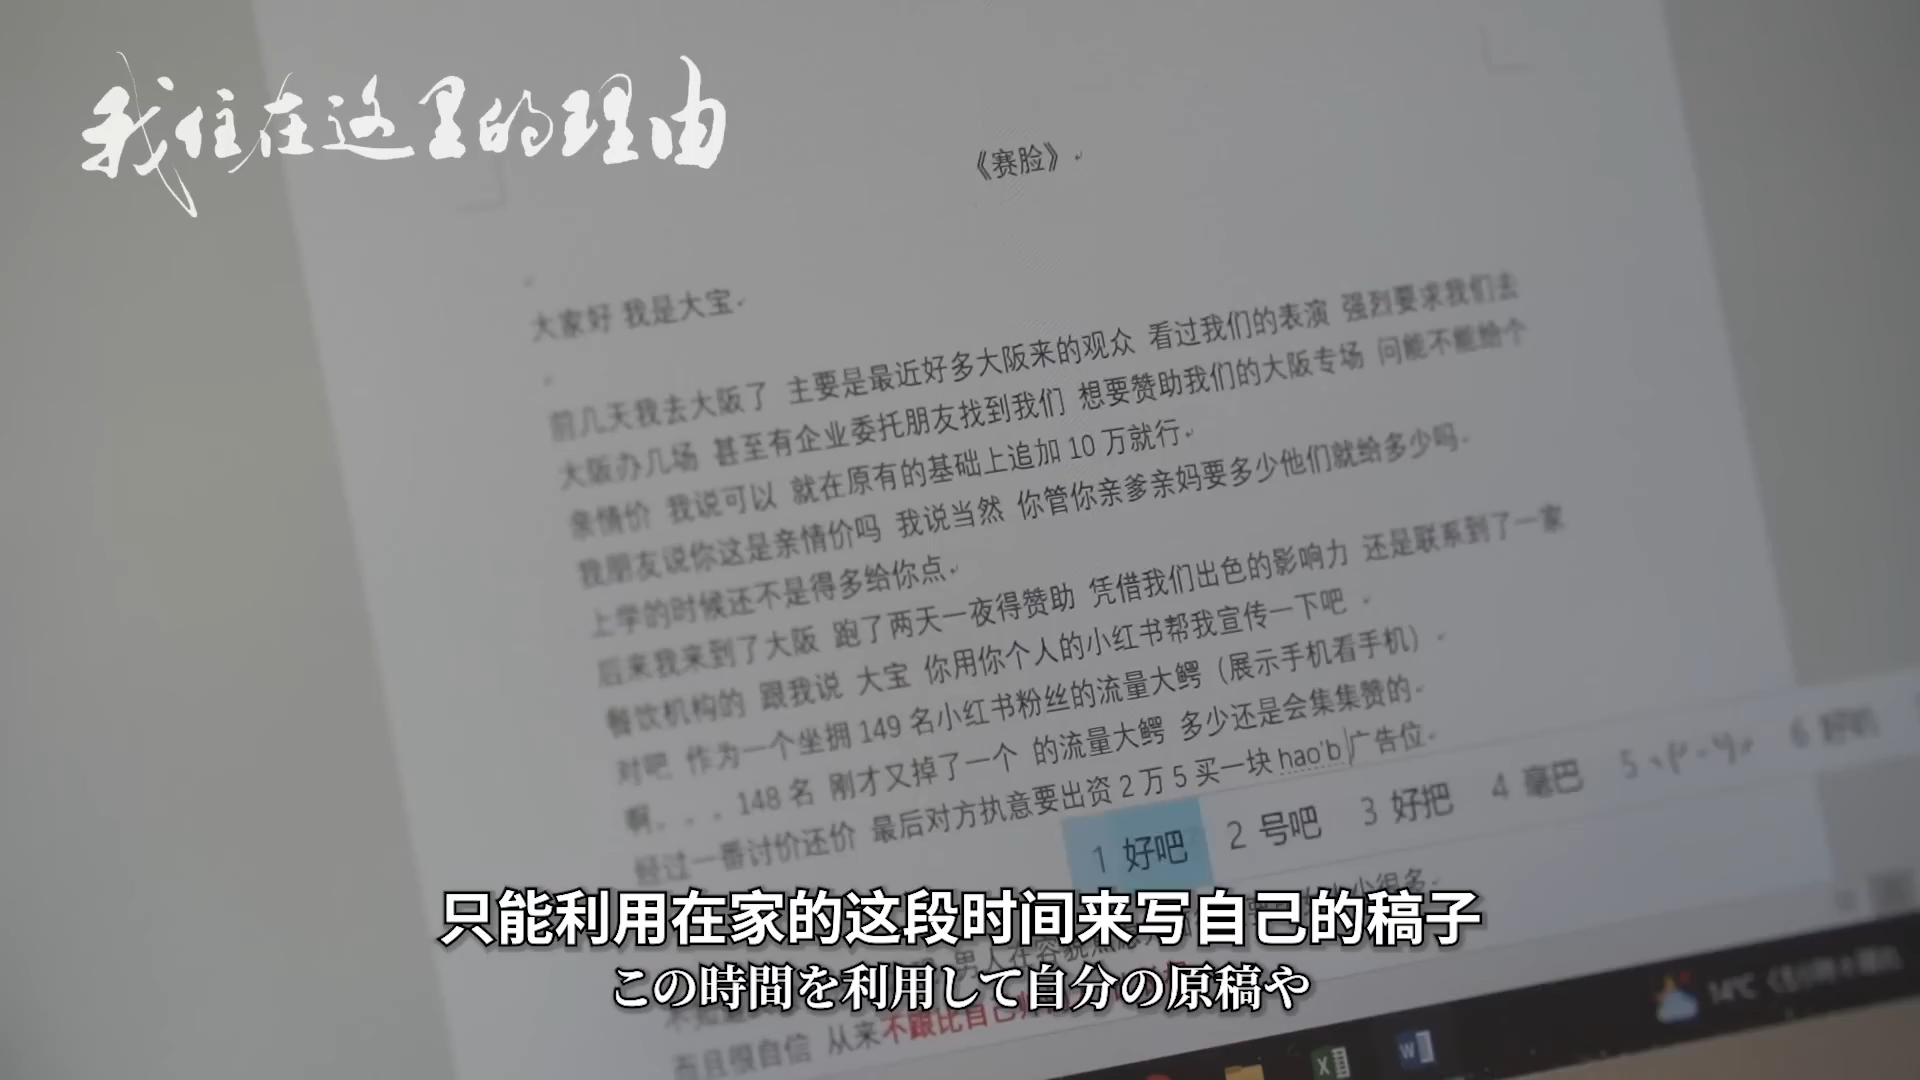 我住在这里的理由
《赛脸》
大家好 我是大宝
前几天我去大阪了 主要是最近好多大阪来的观众 看过我们的表演 强烈要求我们去
大阪办几场 甚至有企业委托朋友找到我们 想要赞助我们的大阪专场 问能不能给个
亲情价 我说可以 就在原有的基础上追加10万就行
我朋友说你这是亲情价吗 我说当然 你管你亲爹亲妈要多少他们就给多少吗
上学的时候还不是得多给你点
后来我来到了大阪 跑了两天一夜得赞助 凭借我们出色的影响力 还是联系到了一家
餐饮机构的 跟我说 大宝 你用你个人的小红书帮我宣传一下吧
对吧 作为一个坐拥149名小红书粉丝的流量大鳄（展示手机看手机）
啊...148名 刚才又掉了一个 的流量大鳄 多少还是会集集赞的
经过一番讨价还价 最后对方执意要出资2万5买一块hao'b广告位
1 好吧 2 号吧 3 好把 4 毫巴 5 6
只能利用在家的这段时间来写自己的稿子
この時間を利用して自分の原稿や
而且很自信 从来不跟比自己
14°C